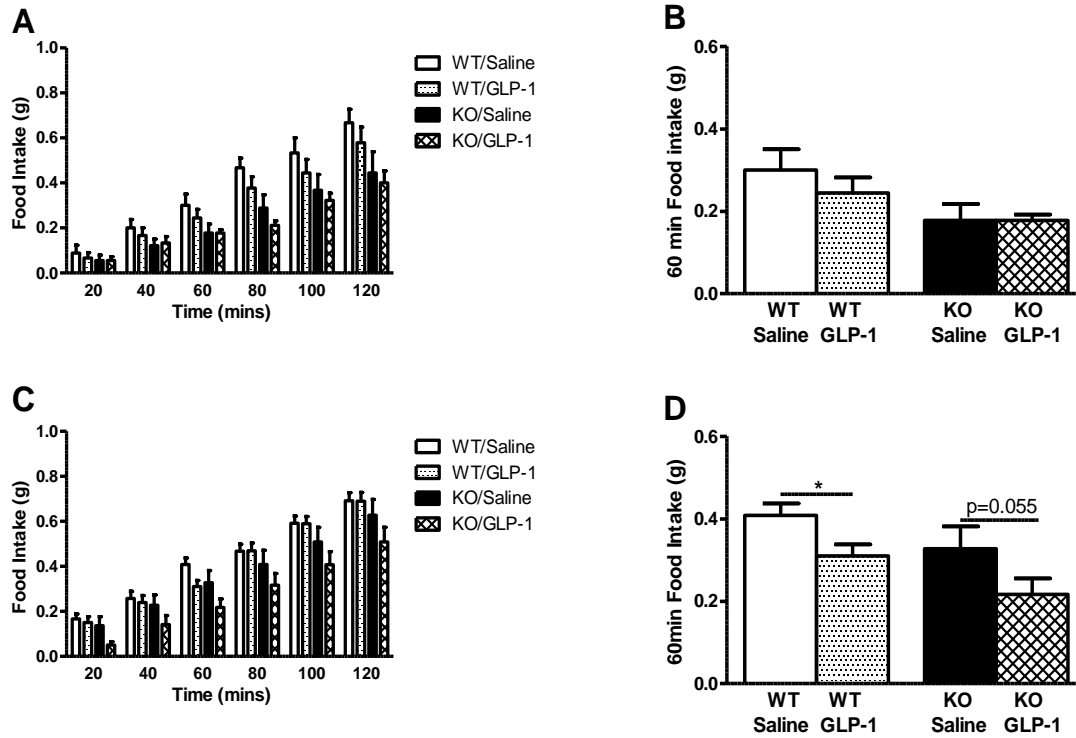 A
1.0
0.8
0.6
0.4
0.2
0.0
Food Intake (g)
20 40 60 80 100 120
Time (mins)
WT/Saline
WT/GLP-1
KO/Saline
KO/GLP-1
B
0.6
0.4
0.2
0.0
60 min Food intake (g)
WT WT KO KO
Saline GLP-1 Saline GLP-1
C
1.0
0.8
0.6
0.4
0.2
0.0
Food Intake (g)
20 40 60 80 100 120
Time (mins)
WT/Saline
WT/GLP-1
KO/Saline
KO/GLP-1
D
0.6
0.4
0.2
0.0
60min Food Intake (g)
*
p=0.055
WT WT KO KO
Saline GLP-1 Saline GLP-1